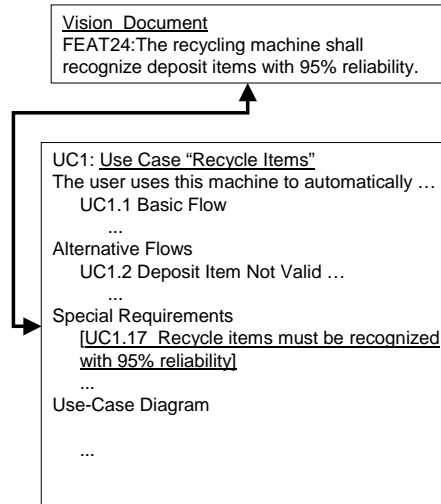 Vision Document
FEAT24:The recycling machine shall
recognize deposit items with 95% reliability.
UC1: Use Case “Recycle Items”
The user uses this machine to automatically …
UC1.1 Basic Flow
...
Alternative Flows
UC1.2 Deposit Item Not Valid …
...
Special Requirements
[UC1.17 Recycle items must be recognized
with 95% reliability]
...
Use-Case Diagram
...